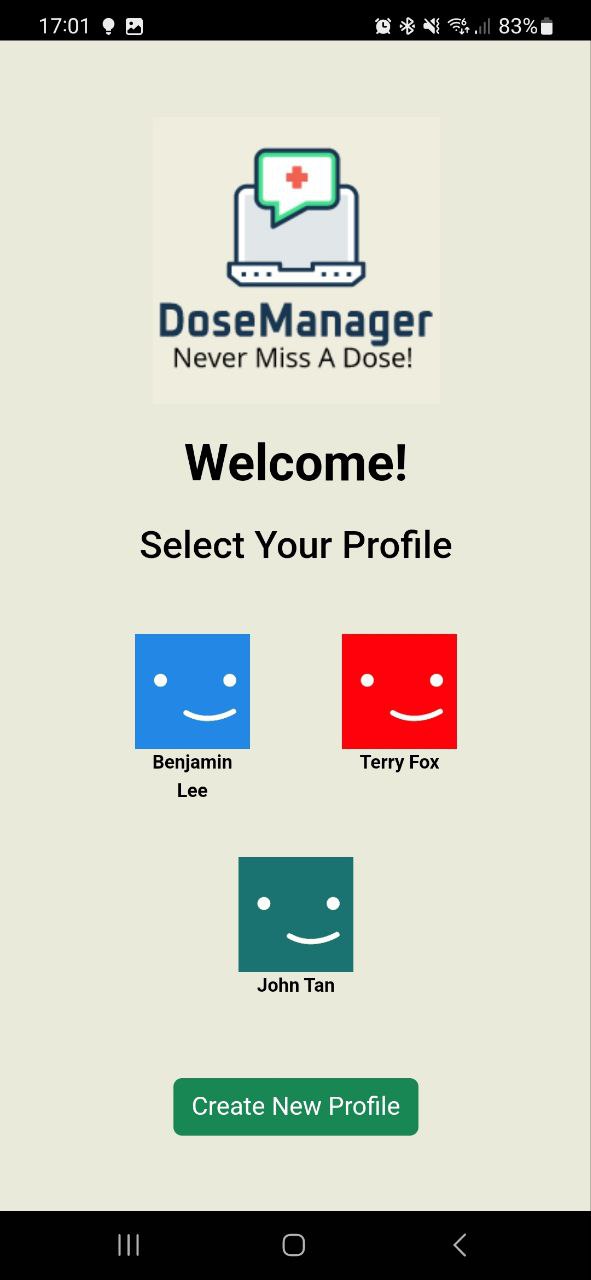 17:01 83%
DoseManager
Never Miss A Dose!
Welcome!
Select Your Profile
Benjamin Terry Fox
Lee
John Tan
Create New Profile